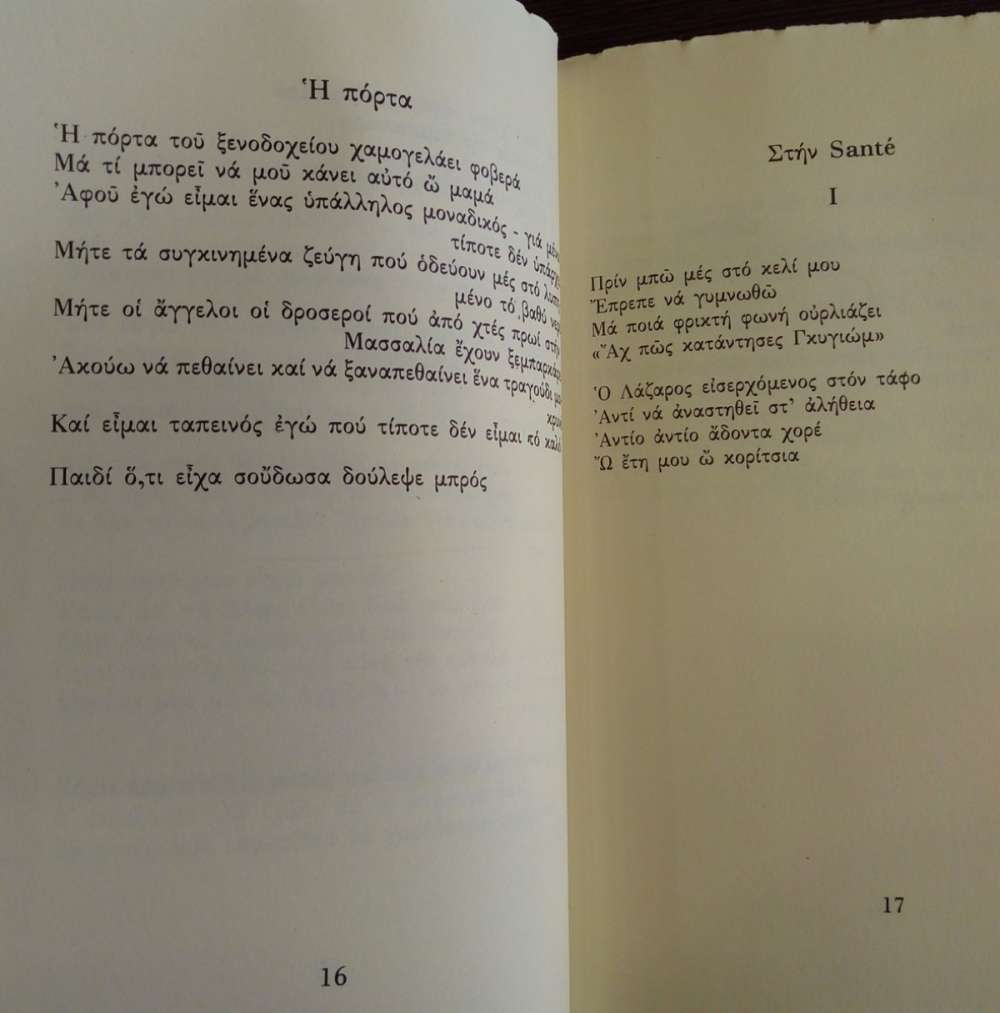 Ἡ πόρτα
Ἡ πόρτα τοῦ ξενοδοχείου χαμογελάει φοβερά
Μά τί μπορεῖ νά μοῦ κάνει αὐτό ὦ μαμά
Ἀφοῦ ἐγώ εἶμαι ἕνας ὑπάλληλος μοναδικός - γιά
τίποτε δέν
Μήτε τά συγκινημένα ζεύγη πού ὁδεύουν μές στό
μένο τό βαθύ
Μήτε οἱ ἄγγελοι οἱ δροσεροί πού ἀπό χτές πρωί στήν
Μασσαλία ἔχουν
Ἀκούω νά πεθαίνει καί νά ξαναπεθαίνει ἕνα τραγούδι
Καί εἶμαι ταπεινός ἐγώ πού τίποτε δέν εἶμαι πό
Παιδί ὅ,τι εἶχα σοὔδωσα δούλεψε μπρός
16
Στήν Santé
I
Πρίν μπῶ μές στό κελί μου
Ἔπρεπε νά γυμνωθῶ
Μά ποιά φρικτή φωνή οὐρλιάζει
«Ἄχ πῶς κατάντησες Γκυγιώμ»
Ὁ Λάζαρος εἰσερχόμενος στόν τάφο
Ἀντί νά ἀναστηθεῖ στ' ἀλήθεια
Ἀντίο ἀντίο ἄδοντα χορέ
Ὤ ἔτη μου ὤ κορίτσια
17